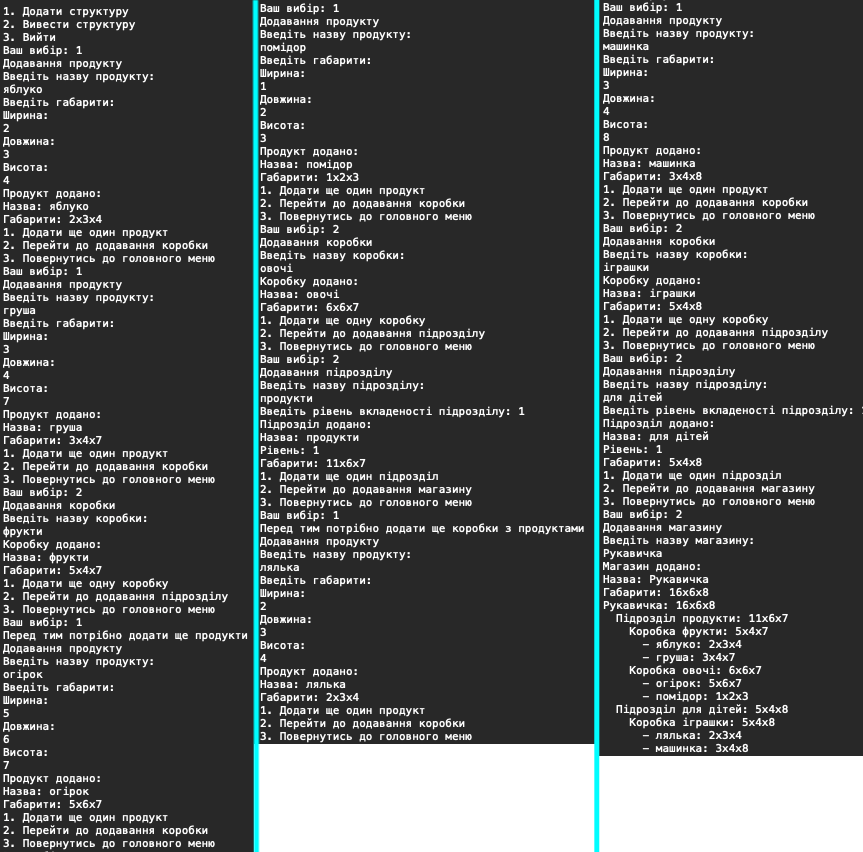 1. Додати структуру
2. Вивести структуру
3. Вийти
Ваш вибір: 1
Додавання продукту
Введіть назву продукту:
яблуко
Введіть габарити:
Ширина:
2
Довжина:
3
Висота:
4
Продукт додано:
Назва: яблуко
Габарити: 2x3x4
1. Додати ще один продукт
2. Перейти до додавання коробки
3. Повернутись до головного меню
Ваш вибір: 1
Додавання продукту
Введіть назву продукту:
груша
Введіть габарити:
Ширина:
3
Довжина:
4
Висота:
7
Продукт додано:
Назва: груша
Габарити: 3x4x7
1. Додати ще один продукт
2. Перейти до додавання коробки
3. Повернутись до головного меню
Ваш вибір: 2
Додавання коробки
Введіть назву коробки:
фрукти
Коробку додано:
Назва: фрукти
Габарити: 5x4x7
1. Додати ще одну коробку
2. Перейти до додавання підрозділу
3. Повернутись до головного меню
Ваш вибір: 1
Перед тим потрібно додати ще продукти
Додавання продукту
Введіть назву продукту:
огірок
Введіть габарити:
Ширина:
5
Довжина:
6
Висота:
7
Продукт додано:
Назва: огірок
Габарити: 5x6x7
1. Додати ще один продукт
2. Перейти до додавання коробки
3. Повернутись до головного меню
Ваш вибір: 1
Додавання продукту
Введіть назву продукту:
помідор
Введіть габарити:
Ширина:
1
Довжина:
2
Висота:
3
Продукт додано:
Назва: помідор
Габарити: 1x2x3
1. Додати ще один продукт
2. Перейти до додавання коробки
3. Повернутись до головного меню
Ваш вибір: 2
Додавання коробки
Введіть назву коробки:
овочі
Коробку додано:
Назва: овочі
Габарити: 6x6x7
1. Додати ще одну коробку
2. Перейти до додавання підрозділу
3. Повернутись до головного меню
Ваш вибір: 2
Додавання підрозділу
Введіть назву підрозділу:
продукти
Введіть рівень вкладеності підрозділу: 1
Підрозділ додано:
Назва: продукти
Рівень: 1
Габарити: 11x6x7
1. Додати ще один підрозділ
2. Перейти до додавання магазину
3. Повернутись до головного меню
Ваш вибір: 1
Перед тим потрібно додати ще коробки з продуктами
Додавання продукту
Введіть назву продукту:
лялька
Введіть габарити:
Ширина:
2
Довжина:
3
Висота:
4
Продукт додано:
Назва: лялька
Габарити: 2x3x4
1. Додати ще один продукт
2. Перейти до додавання коробки
3. Повернутись до головного меню
Ваш вибір: 1
Додавання продукту
Введіть назву продукту:
машинка
Введіть габарити:
Ширина:
3
Довжина:
4
Висота:
8
Продукт додано:
Назва: машинка
Габарити: 3x4x8
1. Додати ще один продукт
2. Перейти до додавання коробки
3. Повернутись до головного меню
Ваш вибір: 2
Додавання коробки
Введіть назву коробки:
іграшки
Коробку додано:
Назва: іграшки
Габарити: 5x4x8
1. Додати ще одну коробку
2. Перейти до додавання підрозділу
3. Повернутись до головного меню
Ваш вибір: 2
Додавання підрозділу
Введіть назву підрозділу:
для дітей
Введіть рівень вкладеності підрозділу:
Підрозділ додано:
Назва: для дітей
Рівень: 1
Габарити: 5x4x8
1. Додати ще один підрозділ
2. Перейти до додавання магазину
3. Повернутись до головного меню
Ваш вибір: 2
Додавання магазину
Введіть назву магазину:
Рукавичка
Магазин додано:
Назва: Рукавичка
Габарити: 16x6x8
Рукавичка: 16x6x8
Підрозділ продукти: 11x6x7
Коробка фрукти: 5x4x7
– яблуко: 2x3x4
– груша: 3x4x7
Коробка овочі: 6x6x7
– огірок: 5x6x7
– помідор: 1x2x3
Підрозділ для дітей: 5x4x8
Коробка іграшки: 5x4x8
– лялька: 2x3x4
– машинка: 3x4x8